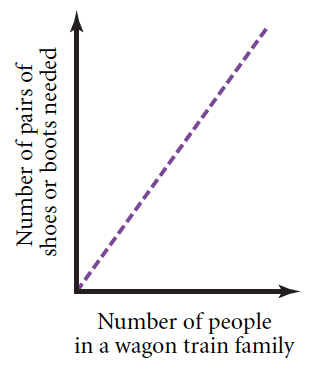 Number of pairs of
shoes or boots needed
Number of people
in a wagon train family